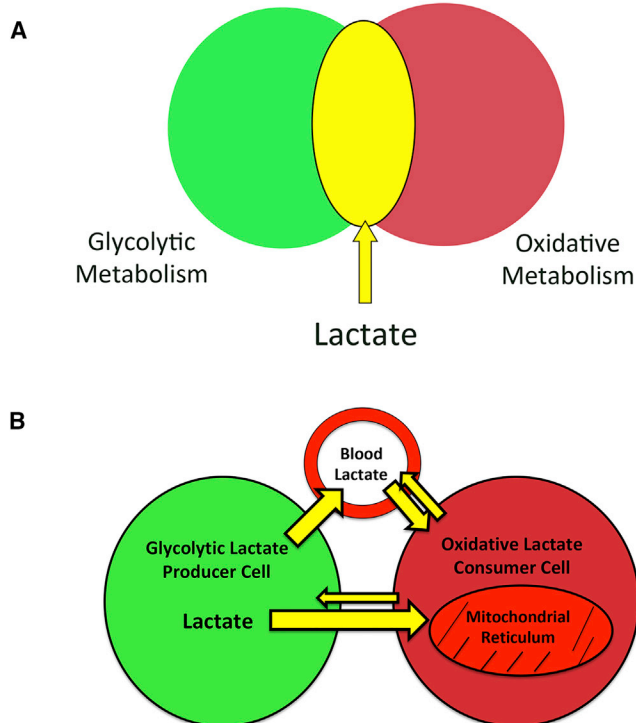 A
Glycolytic
Metabolism
Oxidative
Metabolism
Lactate
B
Blood
Lactate
Glycolytic Lactate
Producer Cell
Lactate
Oxidative Lactate
Consumer Cell
Mitochondrial
Reticulum